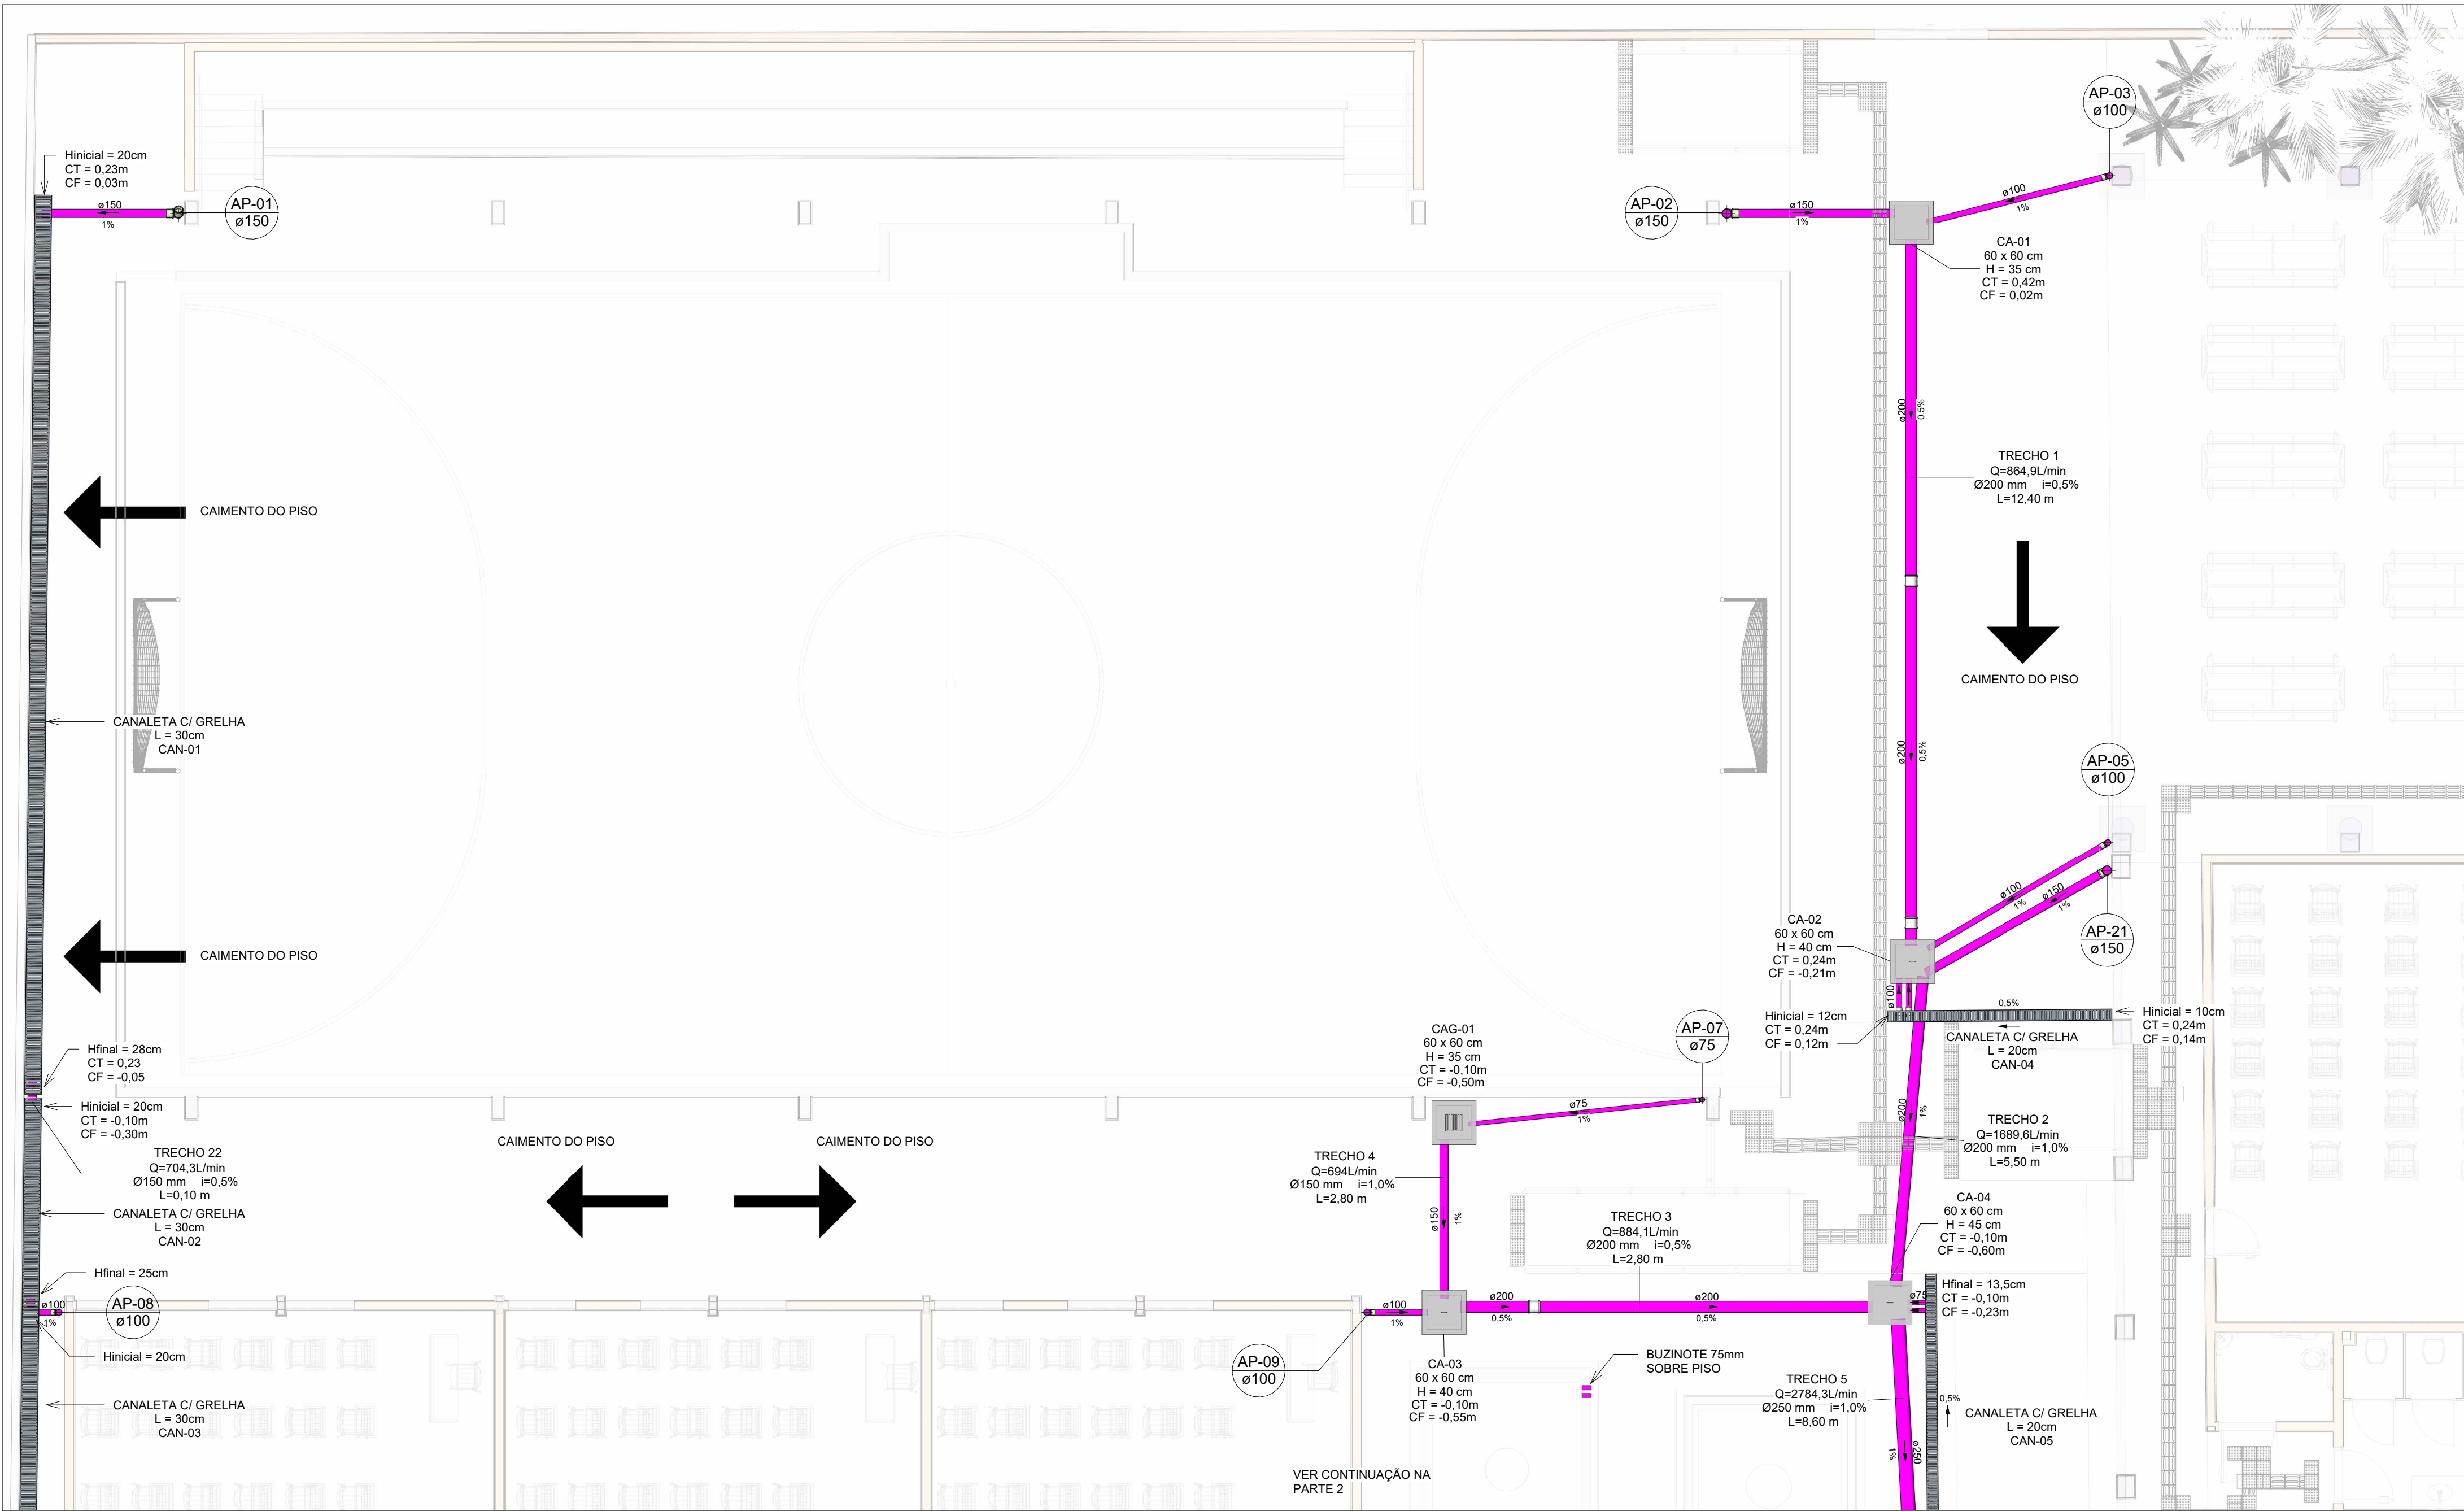 AP-03
ø100
Hinicial = 20cm
CT = 0,23m
CF = 0,03m
ø150
1%
AP-01
ø150
AP-02
ø150
ø150
1%
ø100
1%
CA-01
60 x 60 cm
H = 35 cm
CT = 0,42m
CF = 0,02m
ø200
0,5%
TRECHO 1
Q=864,9L/min
Ø200 mm i=0,5%
L=12,40 m
CAIMENTO DO PISO
CAIMENTO DO PISO
CANALETA C/ GRELHA
L = 30cm
CAN-01
ø200
0,5%
AP-05
ø100
ø100
1%
ø150
1%
AP-21
ø150
CA-02
60 x 60 cm
H = 40 cm
CT = 0,24m
CF = -0,21m
CAIMENTO DO PISO
ø100
0,5%
Hinicial = 12cm
CT = 0,24m
CF = 0,12m
Hinicial = 10cm
CT = 0,24m
CF = 0,14m
CANALETA C/ GRELHA
L = 20cm
CAN-04
Hfinal = 28cm
CT = 0,23
CF = -0,05
CAG-01
60 x 60 cm
H = 35 cm
CT = -0,10m
CF = -0,50m
AP-07
ø75
ø75
1%
Hinicial = 20cm
CT = -0,10m
CF = -0,30m
ø200
1%
TRECHO 2
Q=1689,6L/min
Ø200 mm i=1,0%
L=5,50 m
CAIMENTO DO PISO
CAIMENTO DO PISO
TRECHO 22
Q=704,3L/min
Ø150 mm i=0,5%
L=0,10 m
TRECHO 4
Q=694L/min
Ø150 mm i=1,0%
L=2,80 m
ø150
1%
CANALETA C/ GRELHA
L = 30cm
CAN-02
TRECHO 3
Q=884,1L/min
Ø200 mm i=0,5%
L=2,80 m
CA-04
60 x 60 cm
H = 45 cm
CT = -0,10m
CF = -0,60m
Hfinal = 25cm
ø100
1%
AP-08
ø100
Hinicial = 20cm
ø100
1%
ø200
0,5%
ø200
0,5%
ø75
Hfinal = 13,5cm
CT = -0,10m
CF = -0,23m
AP-09
ø100
CA-03
60 x 60 cm
H = 40 cm
CT = -0,10m
CF = -0,55m
BUZINOTE 75mm
SOBRE PISO
TRECHO 5
Q=2784,3L/min
Ø250 mm i=1,0%
L=8,60 m
0,5%
CANALETA C/ GRELHA
L = 20cm
CAN-05
CANALETA C/ GRELHA
L = 30cm
CAN-03
1%
ø250
VER CONTINUAÇÃO NA
PARTE 2